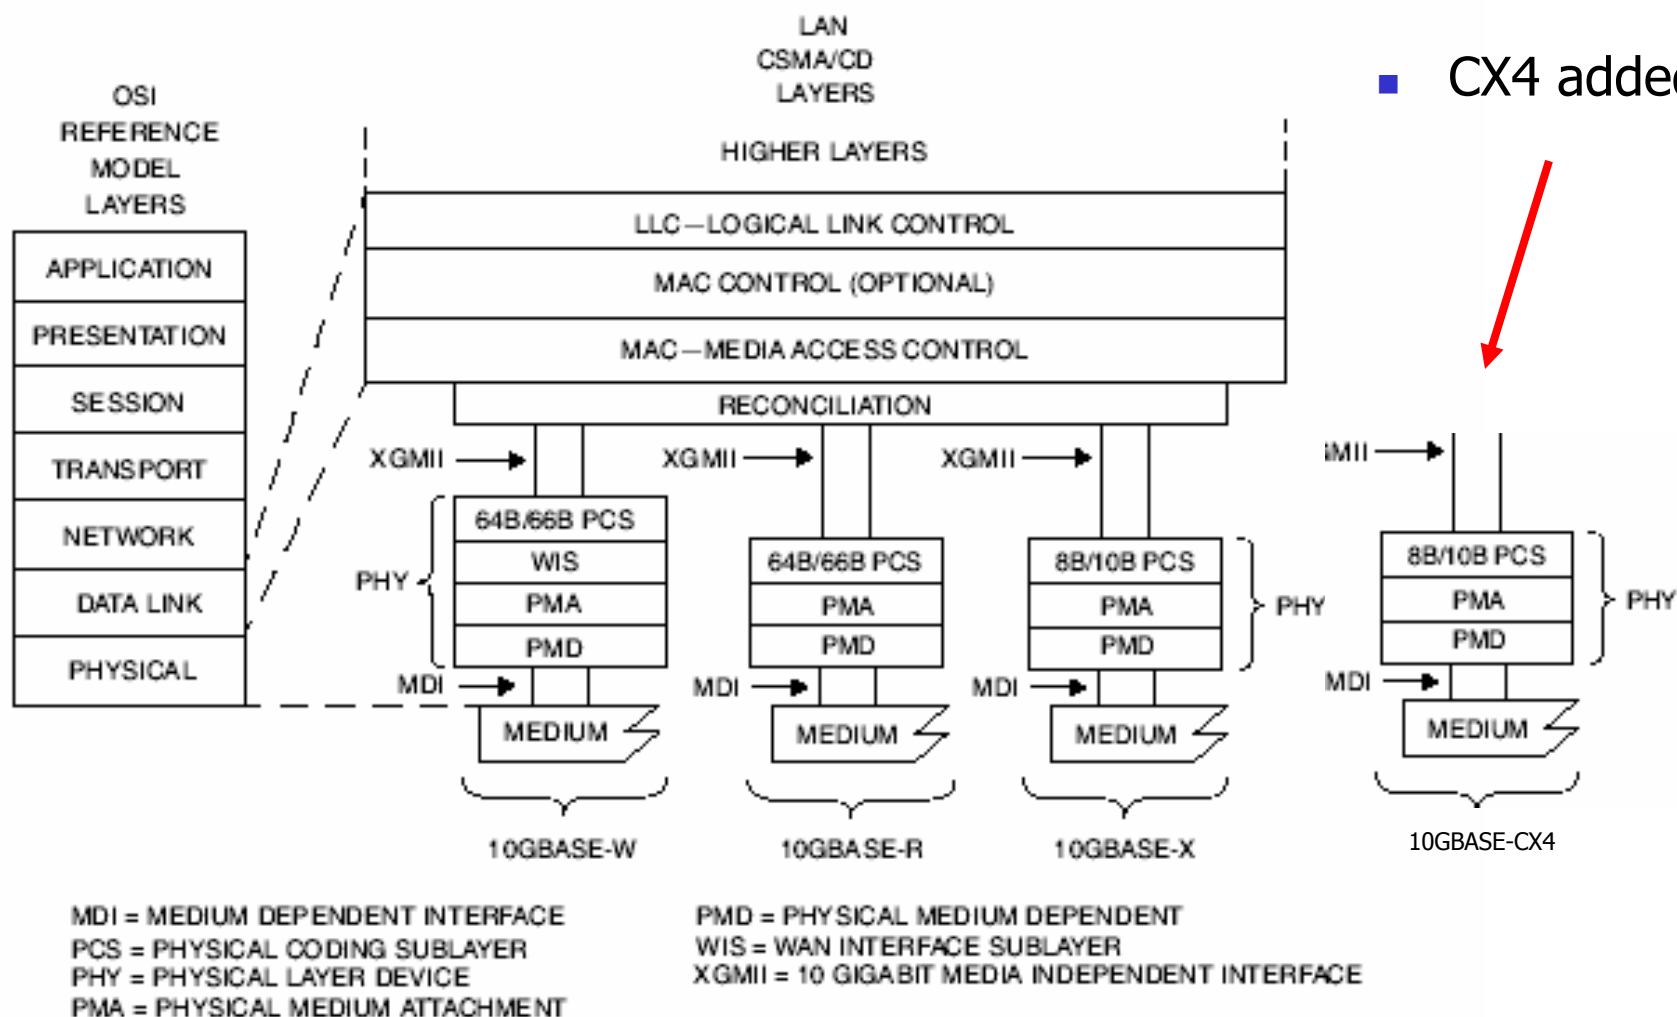 LAN
CSMA/CD
LAYERS
OSI
REFERENCE
MODEL
LAYERS
CX4 added
HIGHER LAYERS
LLC—LOGICAL LINK CONTROL
MAC CONTROL (OPTIONAL)
MAC—MEDIA ACCESS CONTROL
RECONCILIATION
APPLICATION
PRESENTATION
SESSION
TRANSPORT
NETWORK
DATA LINK
PHYSICAL
XGMII
XGMII
XGMII
MII
64B/66B PCS
WIS
PMA
PMD
PHY
MDI
MEDIUM
10GBASE-W
64B/66B PCS
PMA
PMD
MDI
MEDIUM
10GBASE-R
8B/10B PCS
PMA
PMD
PHY
MDI
MEDIUM
10GBASE-X
8B/10B PCS
PMA
PMD
PHY
MDI
MEDIUM
10GBASE-CX4
MDI = MEDIUM DEPENDENT INTERFACE
PCS = PHYSICAL CODING SUBLAYER
PHY = PHYSICAL LAYER DEVICE
PMA = PHYSICAL MEDIUM ATTACHMENT
PMD = PHYSICAL MEDIUM DEPENDENT
WIS = WAN INTERFACE SUBLAYER
XGMII = 10 GIGABIT MEDIA INDEPENDENT INTERFACE